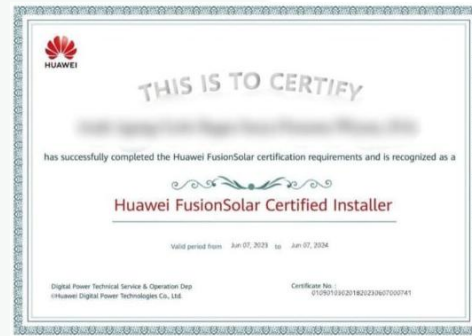 HUAWEI
THIS IS TO CERTIFY
has successfully completed the Huawei FusionSolar certification requirements and is recognized as a
Huawei FusionSolar Certified Installer
Valid period from Jun 07, 2023 to Jun 07, 2024
Digital Power Technical Service & Operation Dep
©Huawei Digital Power Technologies Co., Ltd.
Certificate No. :
010901030201820230607000741